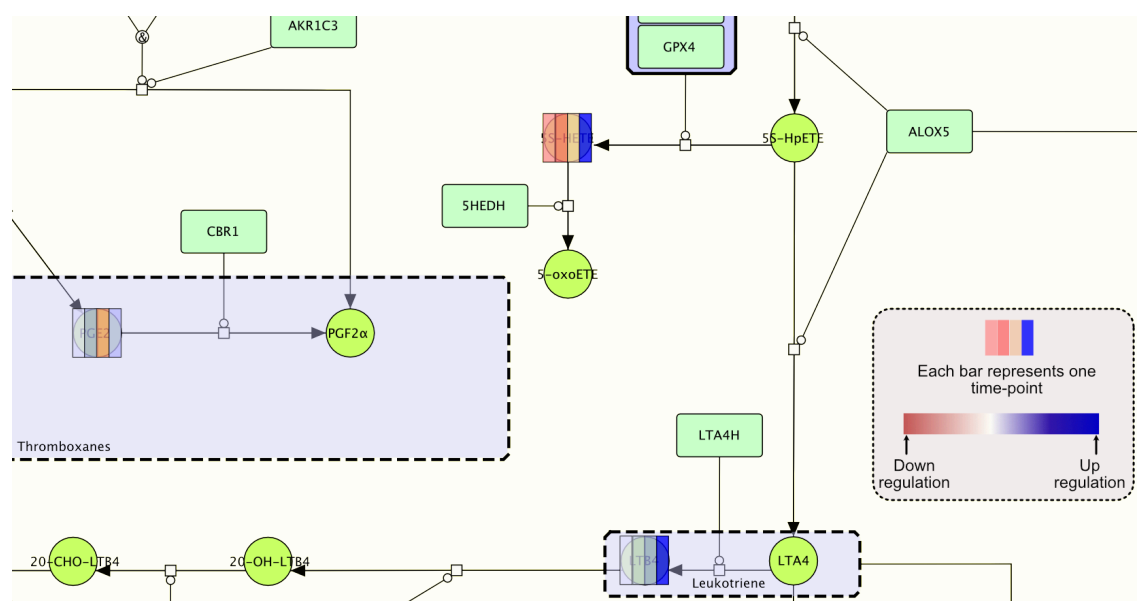 AKR1C3
&
GPX4
5S-HETE
5S-HpETE
ALOX5
5HEDH
CBR1
5-oxoETE
PGE2
PGF2α
Each bar represents one
time-point
Thromboxanes
LTA4H
Down
regulation
Up
regulation
20-CHO-LTB4
20-OH-LTB4
LTB4
LTA4
Leukotriene